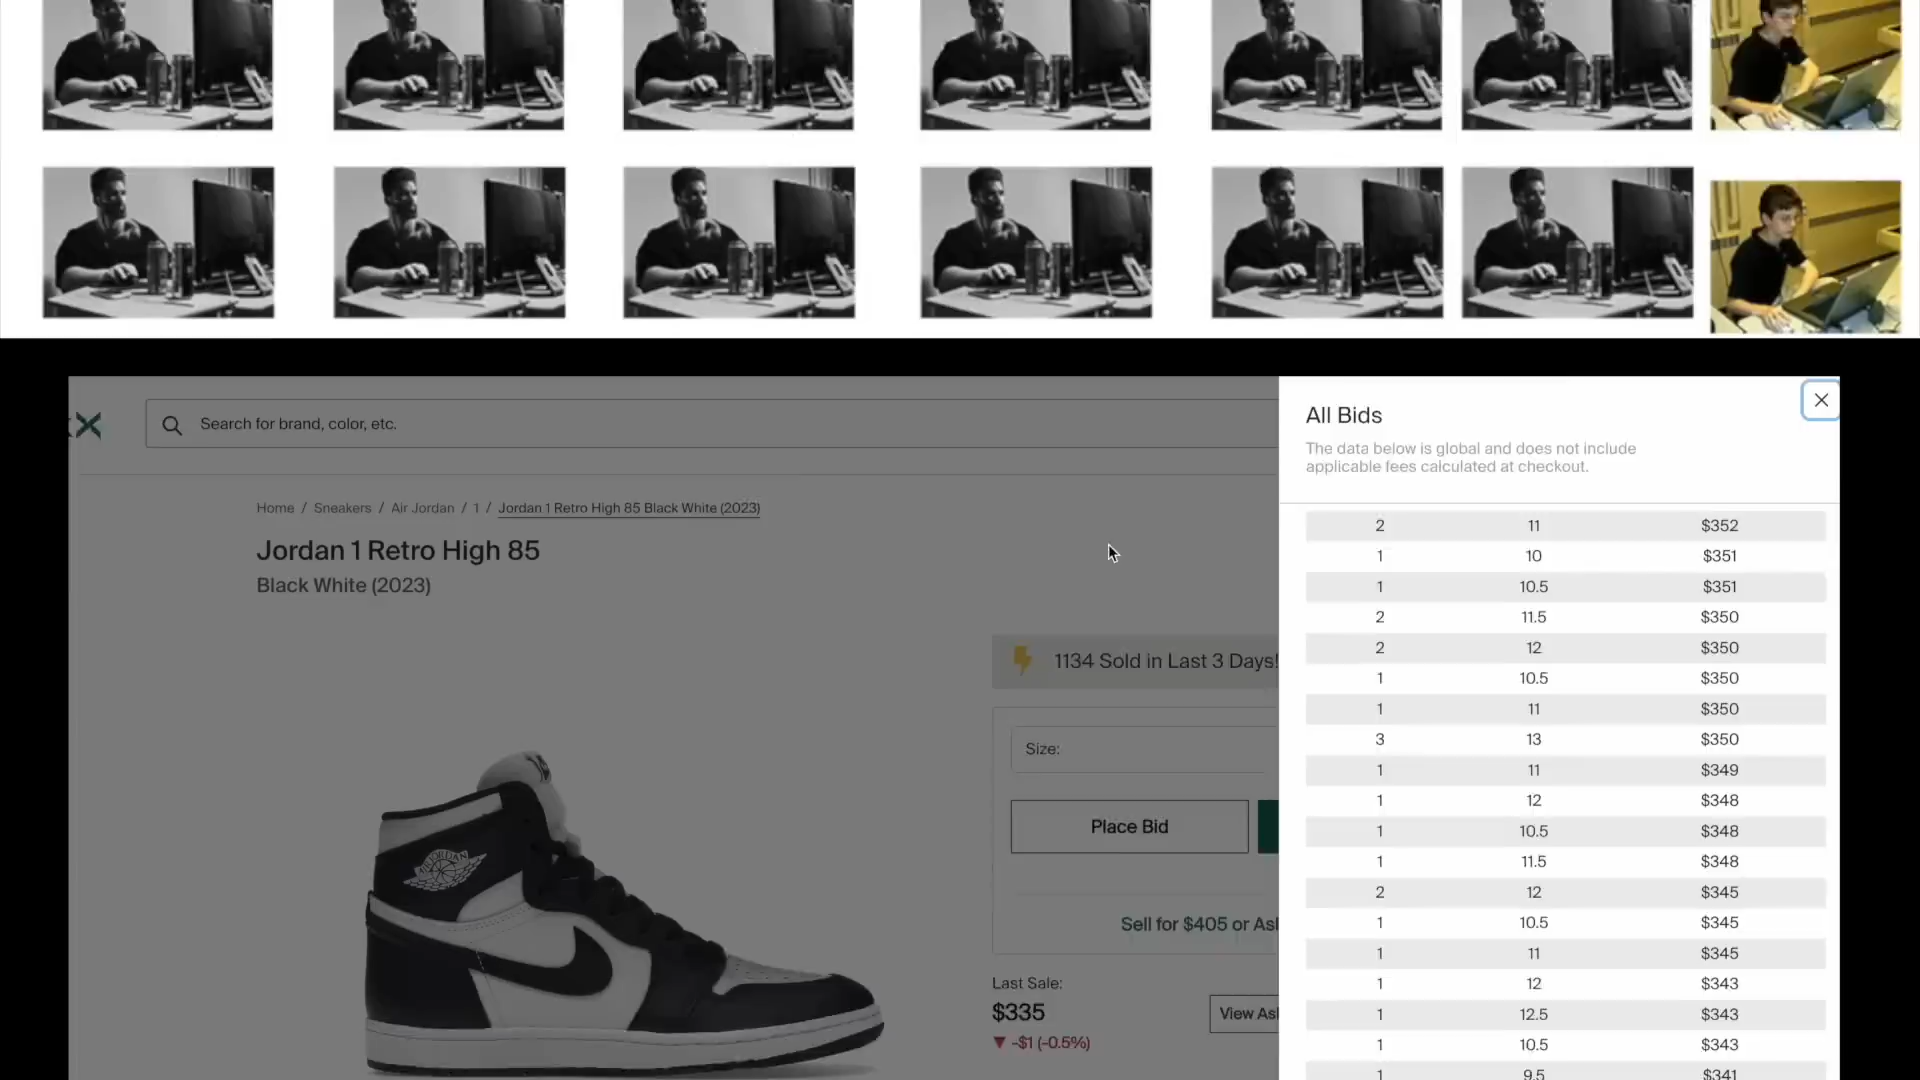 Search for brand, color, etc.
Home / Sneakers / Air Jordan / 1 / Jordan 1 Retro High 85 Black White (2023)
Jordan 1 Retro High 85
Black White (2023)
1134 Sold in Last 3 Days!
Size:
Place Bid
Sell for $405 or As
Last Sale:
$335
View As
▼ -$1 (-0.5%)
AIR JORDAN
All Bids
The data below is global and does not include
applicable fees calculated at checkout.
2 11 $352
1 10 $351
1 10.5 $351
2 11.5 $350
2 12 $350
1 10.5 $350
1 11 $350
3 13 $350
1 11 $349
1 12 $348
1 10.5 $348
1 11.5 $348
2 12 $345
1 10.5 $345
1 11 $345
1 12 $343
1 12.5 $343
1 10.5 $343
1 9.5 $341